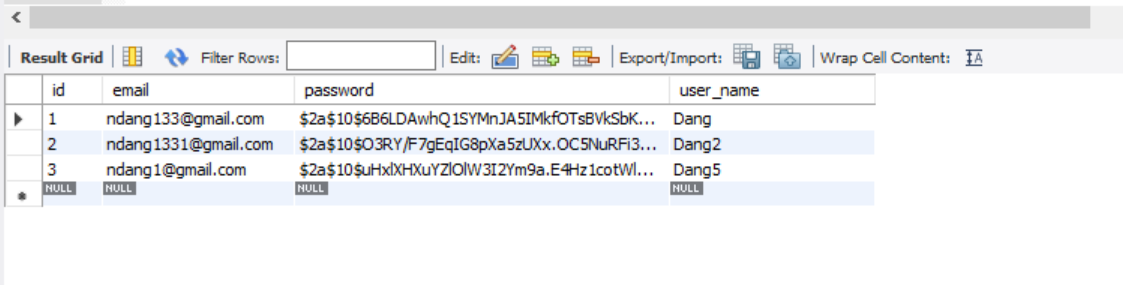 Result Grid Filter Rows: Edit: Export/Import: Wrap Cell Content: IA
id email password user_name
1 ndang133@gmail.com $2a$10$6B6LDAwhQ1SYMnJA5IMkfOTsBVkSbK... Dang
2 ndang1331@gmail.com $2a$10$O3RY/F7gEqIG8pXa5zUXx.OC5NuRFi3... Dang2
3 ndang1@gmail.com $2a$10$uHxlXHXuYZlOlW3I2Ym9a.E4Hz1cotWl... Dang5
NULL NULL NULL NULL